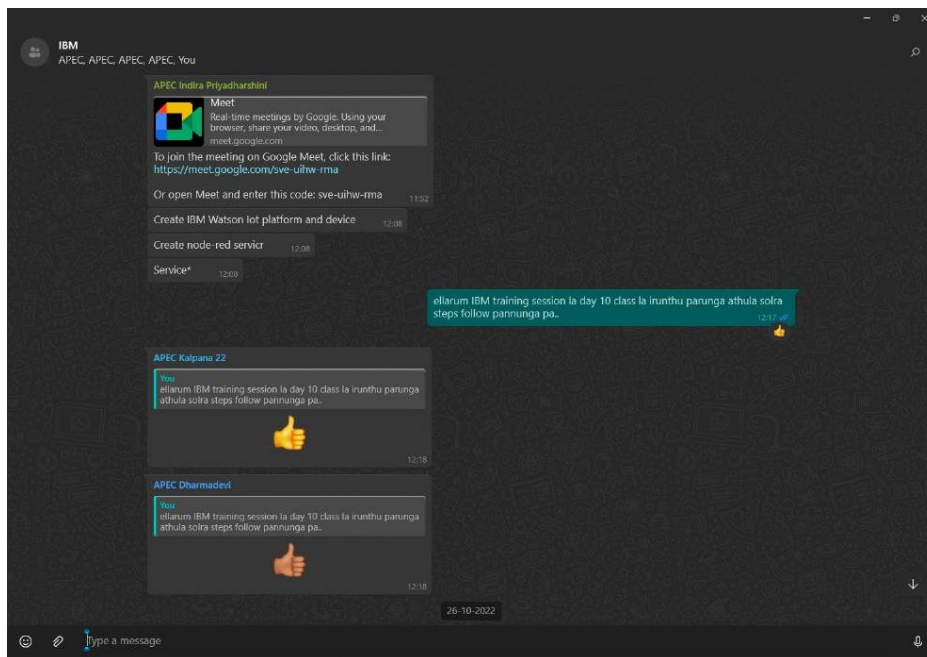 IBM
APEC, APEC, APEC, APEC, You
APEC Indira Priyadharshini
Meet
Real-time meetings by Google. Using your
browser, share your video, desktop, and...
meet.google.com
To join the meeting on Google Meet, click this link:
https://meet.google.com/sve-uihw-rma
Or open Meet and enter this code: sve-uihw-rma
11:52
Create IBM Watson Iot platform and device
12:08
Create node-red servicr
12:08
Service*
12:08
ellarum IBM training session la day 10 class la irunthu parunga athula solra
steps follow pannunga pa..
12:17
APEC Kalpana 22
You
ellarum IBM training session la day 10 class la irunthu parunga
athula solra steps follow pannunga pa..
12:18
APEC Dharmadevi
You
ellarum IBM training session la day 10 class la irunthu parunga
athula solra steps follow pannunga pa..
12:18
26-10-2022
Type a message